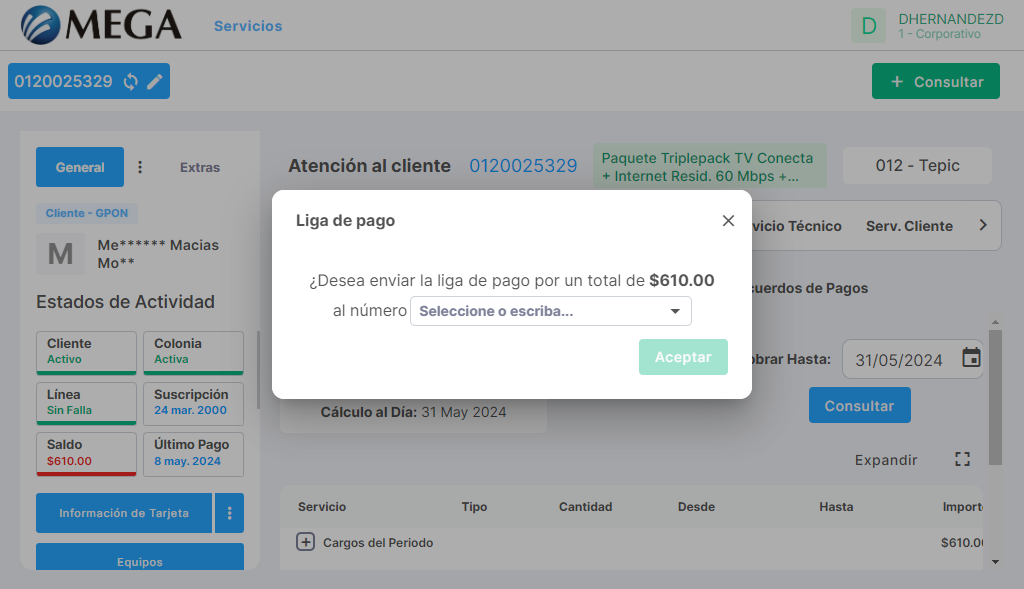 MEGA
Servicios
D
DHERNANDEZD
1 - Corporativo
0120025329
+ Consultar
General
Extras
Cliente - GPON
M
Me****** Macias
Mo**
Estados de Actividad
Cliente
Activo
Colonia
Activa
Línea
Sin Falla
Suscripción
24 mar. 2000
Saldo
$610.00
Último Pago
8 may. 2024
Información de Tarjeta
Equipos
Atención al cliente
0120025329
Paquete Triplepack TV Conecta
+ Internet Resid. 60 Mbps +...
012 - Tepic
vicio Técnico
Serv. Cliente
Liga de pago
¿Desea enviar la liga de pago por un total de $610.00
al número
Seleccione o escriba...
Aceptar
cuerdos de Pagos
obrar Hasta:
31/05/2024
Cálculo al Día: 31 May 2024
Consultar
Expandir
Servicio
Tipo
Cantidad
Desde
Hasta
Import
Cargos del Periodo
$610.0